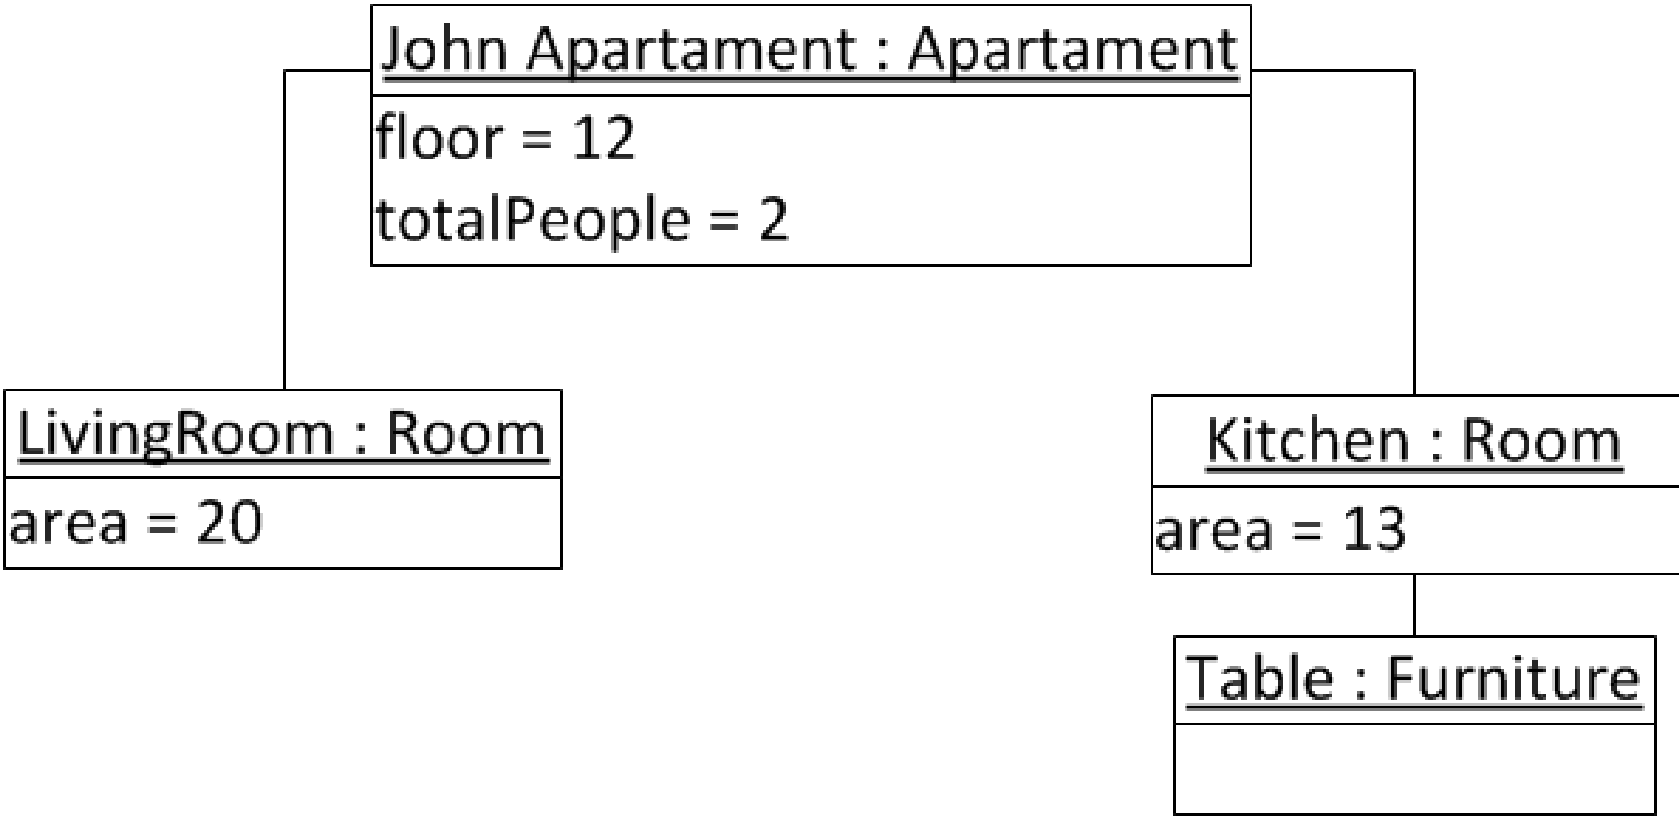 John Apartament : Apartament
floor = 12
totalPeople = 2
LivingRoom : Room
area = 20
Kitchen : Room
area = 13
Table : Furniture